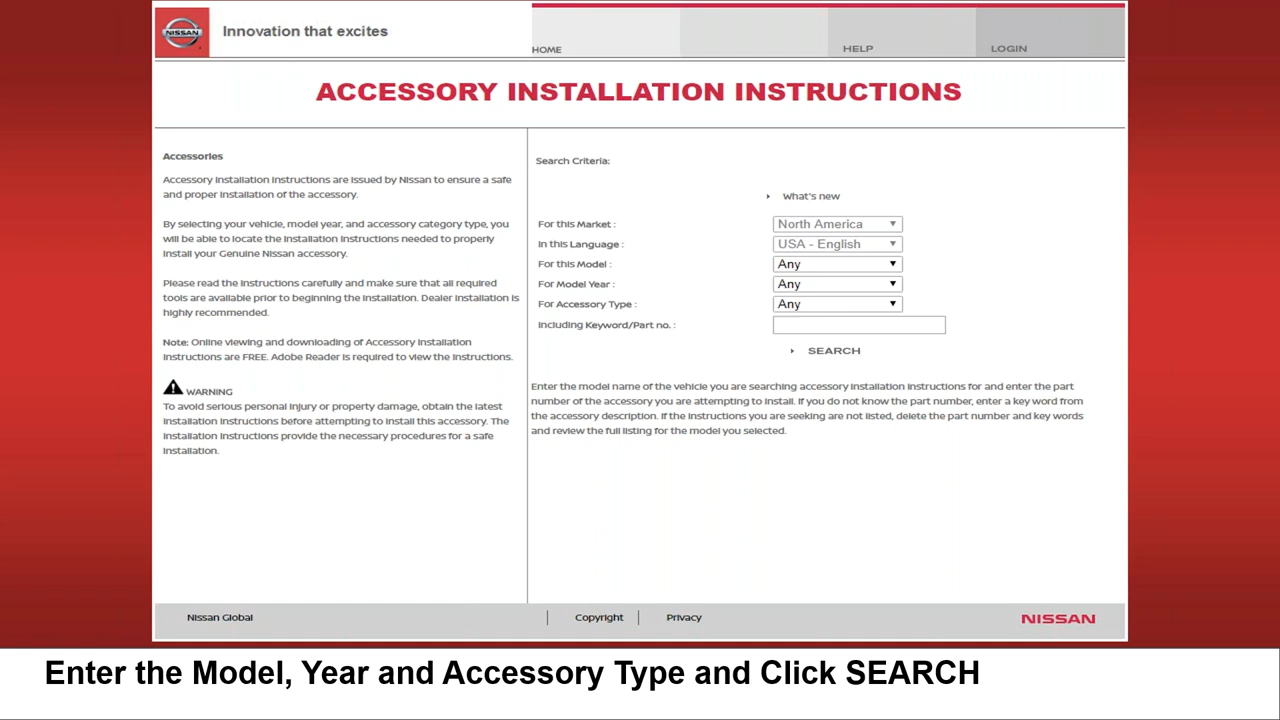 NISSAN
Innovation that excites
HOME
HELP
LOGIN
ACCESSORY INSTALLATION INSTRUCTIONS
Accessories
Accessory Installation Instructions are issued by Nissan to ensure a safe
and proper installation of the accessory.
By selecting your vehicle, model year, and accessory category type, you
will be able to locate the installation instructions needed to properly
install your Genuine Nissan accessory.
Please read the instructions carefully and make sure that all required
tools are available prior to beginning the installation. Dealer installation is
highly recommended.
Note: Online viewing and downloading of Accessory Installation
Instructions are FREE. Adobe Reader is required to view the instructions.
WARNING
To avoid serious personal injury or property damage, obtain the latest
installation instructions before attempting to install this accessory. The
installation instructions provide the necessary procedures for a safe
installation.
Search Criteria:
What's new
For this Market : North America
In this Language : USA - English
For this Model : Any
For Model Year : Any
For Accessory Type : Any
Including Keyword/Part no. :
SEARCH
Enter the model name of the vehicle you are searching accessory installation instructions for and enter the part
number of the accessory you are attempting to install. If you do not know the part number, enter a key word from
the accessory description. If the instructions you are seeking are not listed, delete the part number and key words
and review the full listing for the model you selected.
Nissan Global | Copyright | Privacy NISSAN
Enter the Model, Year and Accessory Type and Click SEARCH